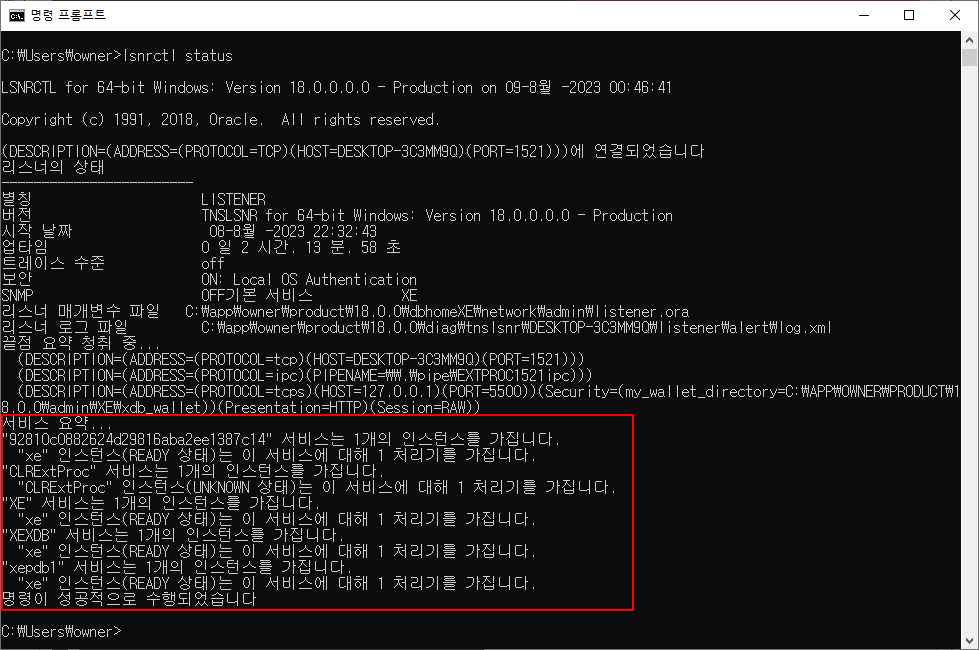 명령 프롬프트
C:\Users\owner>lsnrctl status
LSNRCTL for 64-bit Windows: Version 18.0.0.0.0 - Production on 09-8월 -2023 00:46:41
Copyright (c) 1991, 2018, Oracle.  All rights reserved.
(DESCRIPTION=(ADDRESS=(PROTOCOL=TCP)(HOST=DESKTOP-3C3MM9Q)(PORT=1521)))에 연결되었습니다
리스너의 상태
------------------------
별칭                     LISTENER
버전                     TNSLSNR for 64-bit Windows: Version 18.0.0.0.0 - Production
시작 날짜                 08-8월 -2023 22:32:43
업타임                   0 일 2 시간. 13 분. 58 초
트레이스 수준            off
보안                     ON: Local OS Authentication
SNMP                     OFF기본 서비스           XE
리스너 매개변수 파일   C:\app\owner\product\18.0.0\dbhomeXE\network\admin\listener.ora
리스너 로그 파일         C:\app\owner\product\18.0.0\diag\tnslsnr\DESKTOP-3C3MM9Q\listener\alert\log.xml
끝점 요약 청취 중...
  (DESCRIPTION=(ADDRESS=(PROTOCOL=tcp)(HOST=DESKTOP-3C3MM9Q)(PORT=1521)))
  (DESCRIPTION=(ADDRESS=(PROTOCOL=ipc)(PIPENAME=\\.\pipe\EXTPROC1521ipc)))
  (DESCRIPTION=(ADDRESS=(PROTOCOL=tcps)(HOST=127.0.0.1)(PORT=5500))(Security=(my_wallet_directory=C:\APP\OWNER\PRODUCT\1
8.0.0\admin\XE\xdb_wallet))(Presentation=HTTP)(Session=RAW))
서비스 요약...
"92810c0882624d29816aba2ee1387c14" 서비스는 1개의 인스턴스를 가집니다.
  "xe" 인스턴스(READY 상태)는 이 서비스에 대해 1 처리기를 가집니다.
"CLRExtProc" 서비스는 1개의 인스턴스를 가집니다.
  "CLRExtProc" 인스턴스(UNKNOWN 상태)는 이 서비스에 대해 1 처리기를 가집니다.
"XE" 서비스는 1개의 인스턴스를 가집니다.
  "xe" 인스턴스(READY 상태)는 이 서비스에 대해 1 처리기를 가집니다.
"XEXDB" 서비스는 1개의 인스턴스를 가집니다.
  "xe" 인스턴스(READY 상태)는 이 서비스에 대해 1 처리기를 가집니다.
"xepdb1" 서비스는 1개의 인스턴스를 가집니다.
  "xe" 인스턴스(READY 상태)는 이 서비스에 대해 1 처리기를 가집니다.
명령이 성공적으로 수행되었습니다
C:\Users\owner>